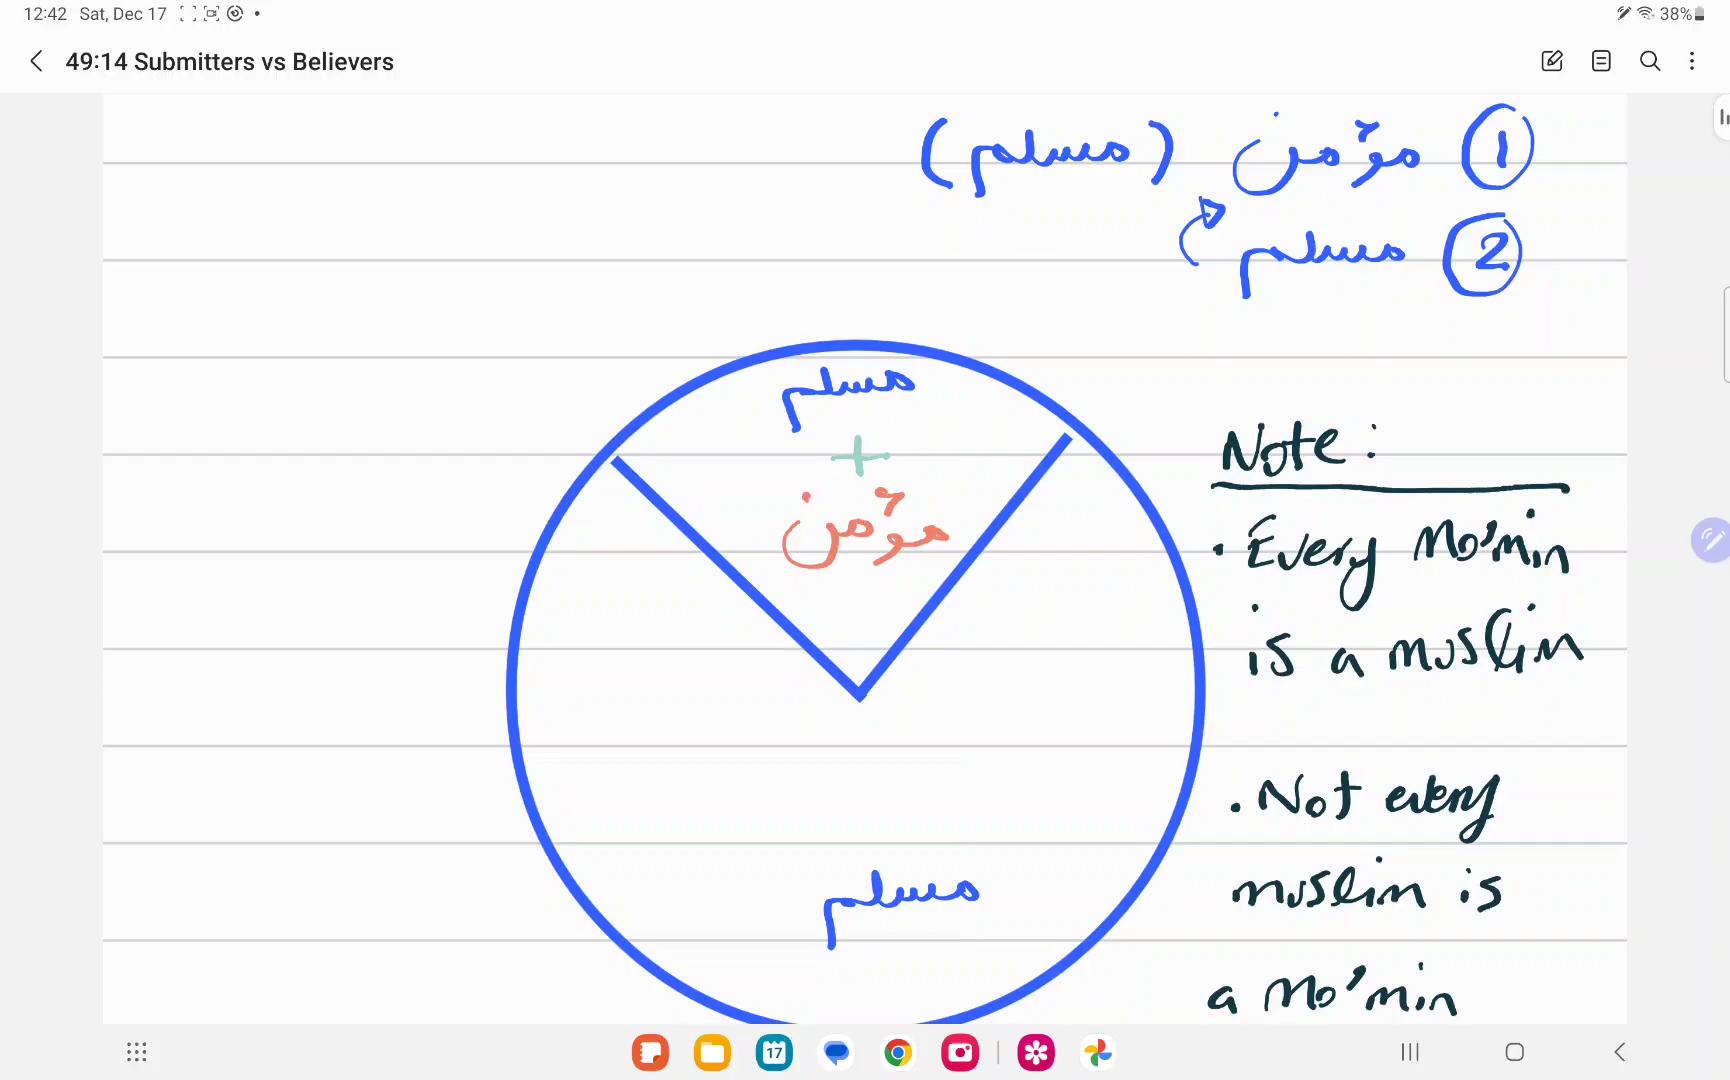 12:42 Sat, Dec 17
38%
49:14 Submitters vs Believers
① مؤمن (مسلم)
② مسلم
مسلم
+
مؤمن
Note:
• Every Mo'min
is a muslim
• Not every
muslim is
a Mo'min
مسلم
17